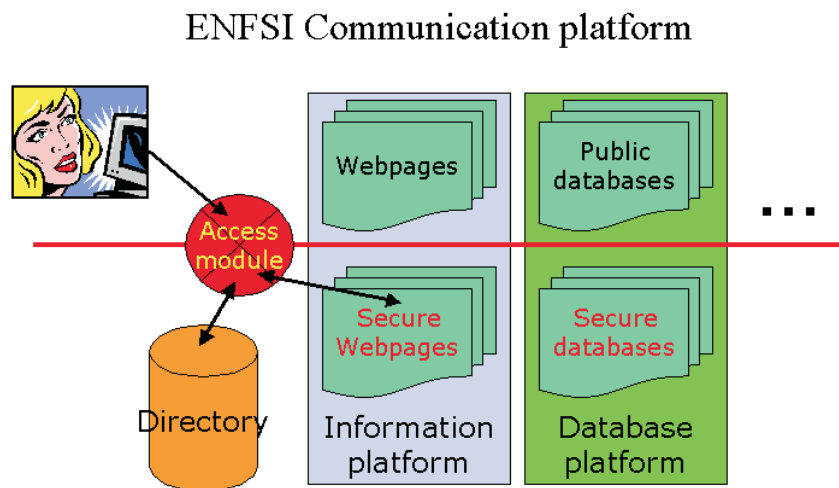 ENFSI Communication platform
Webpages
Public
databases
...
Access
module
Secure
Webpages
Secure
databases
Directory
Information
platform
Database
platform